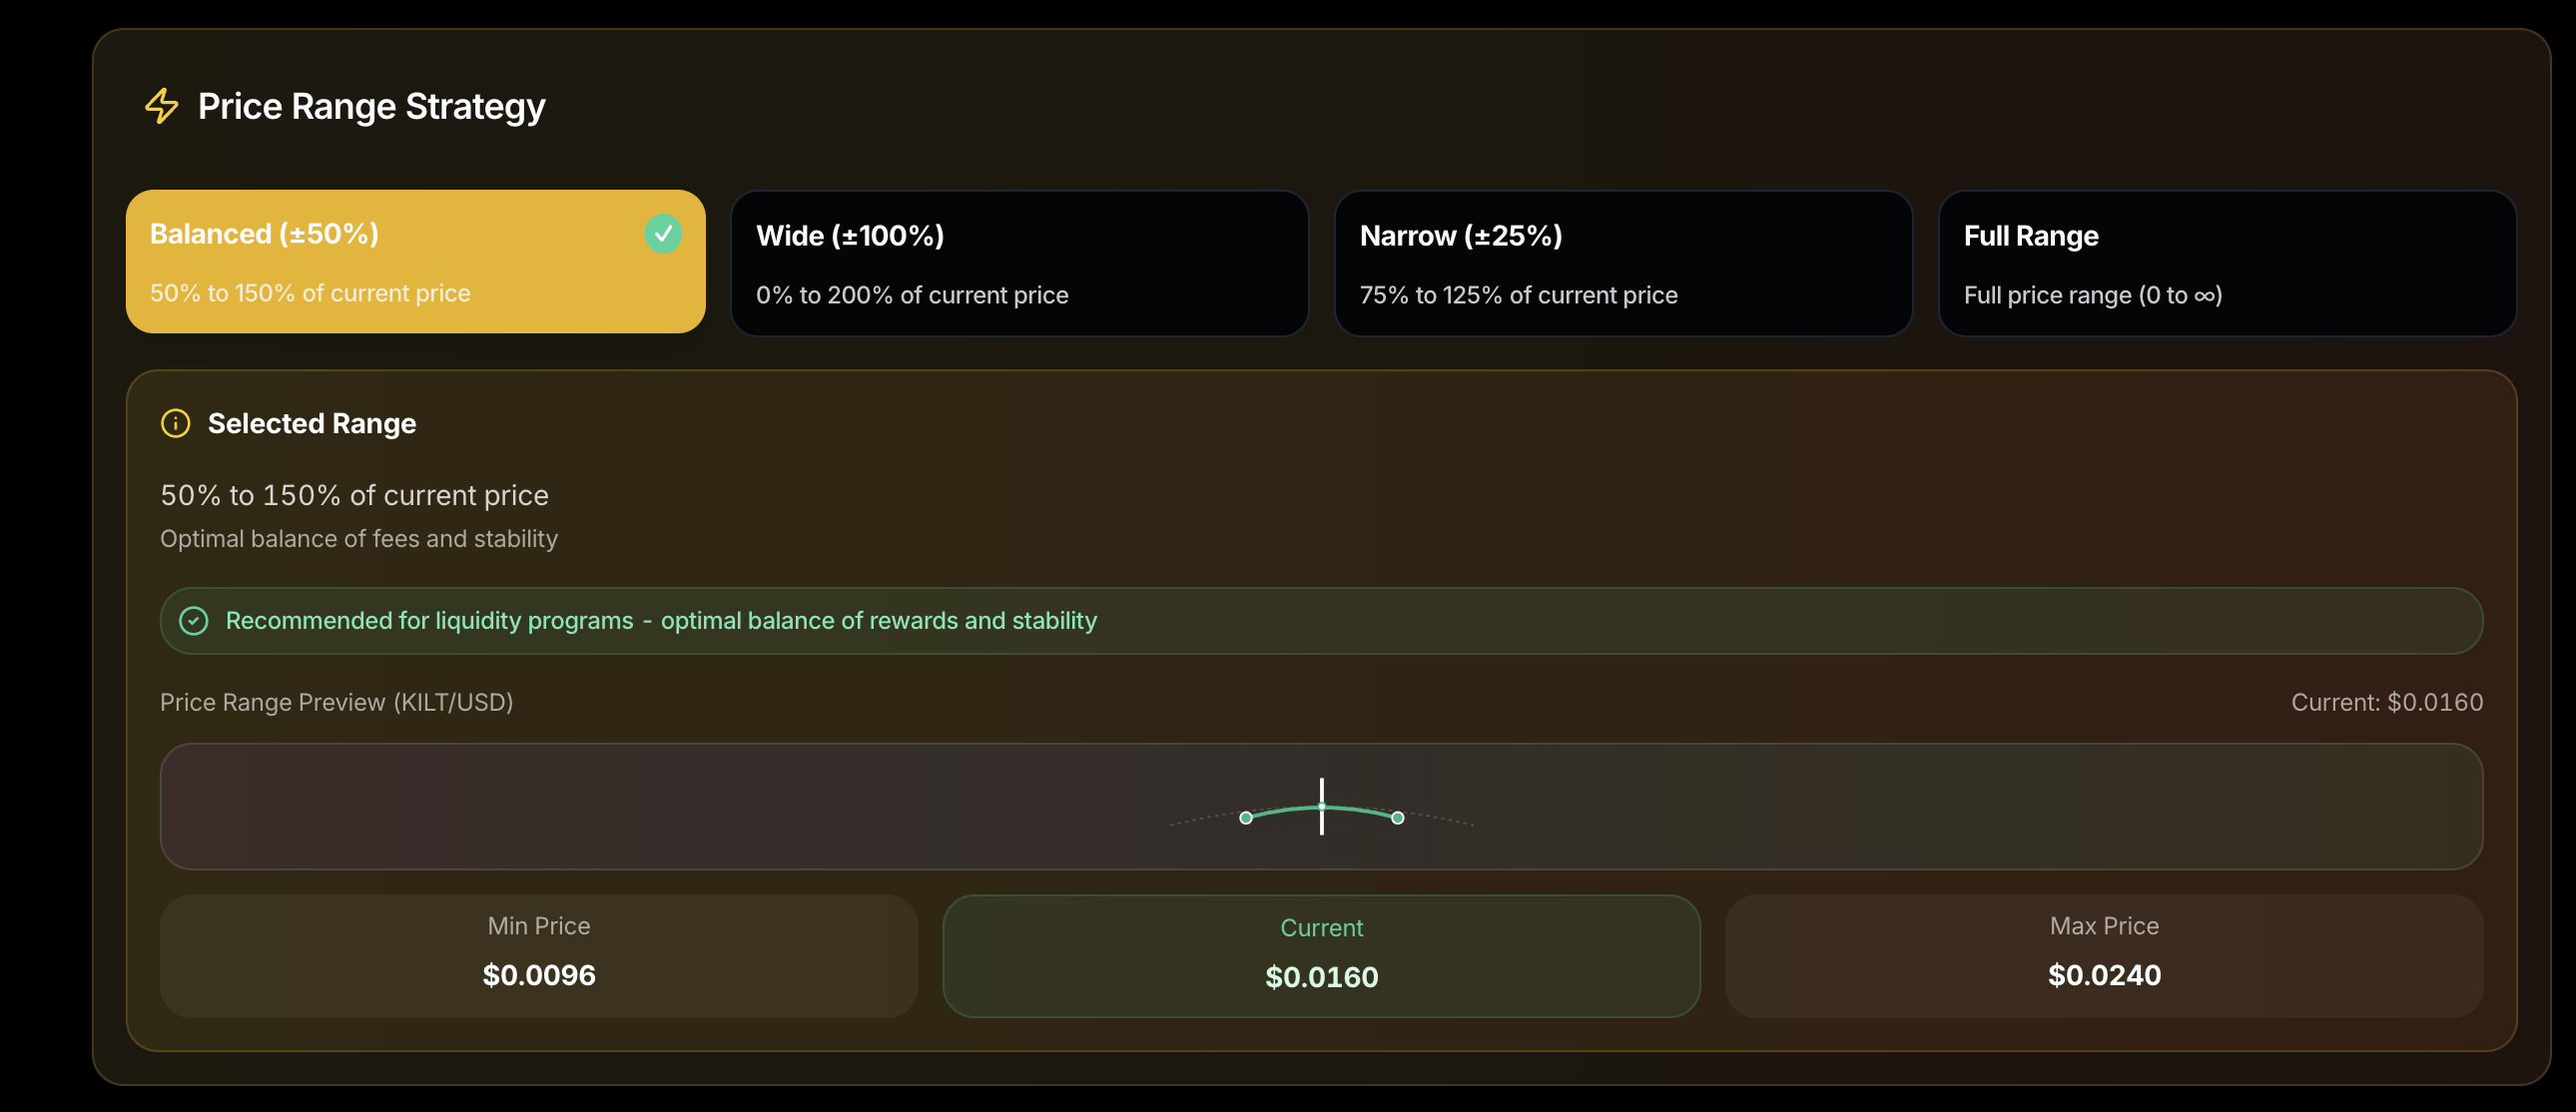 Price Range Strategy
Balanced (±50%)
50% to 150% of current price
Wide (±100%)
0% to 200% of current price
Narrow (±25%)
75% to 125% of current price
Full Range
Full price range (0 to ∞)
Selected Range
50% to 150% of current price
Optimal balance of fees and stability
Recommended for liquidity programs - optimal balance of rewards and stability
Price Range Preview (KILT/USD)
Current: $0.0160
Min Price
$0.0096
Current
$0.0160
Max Price
$0.0240